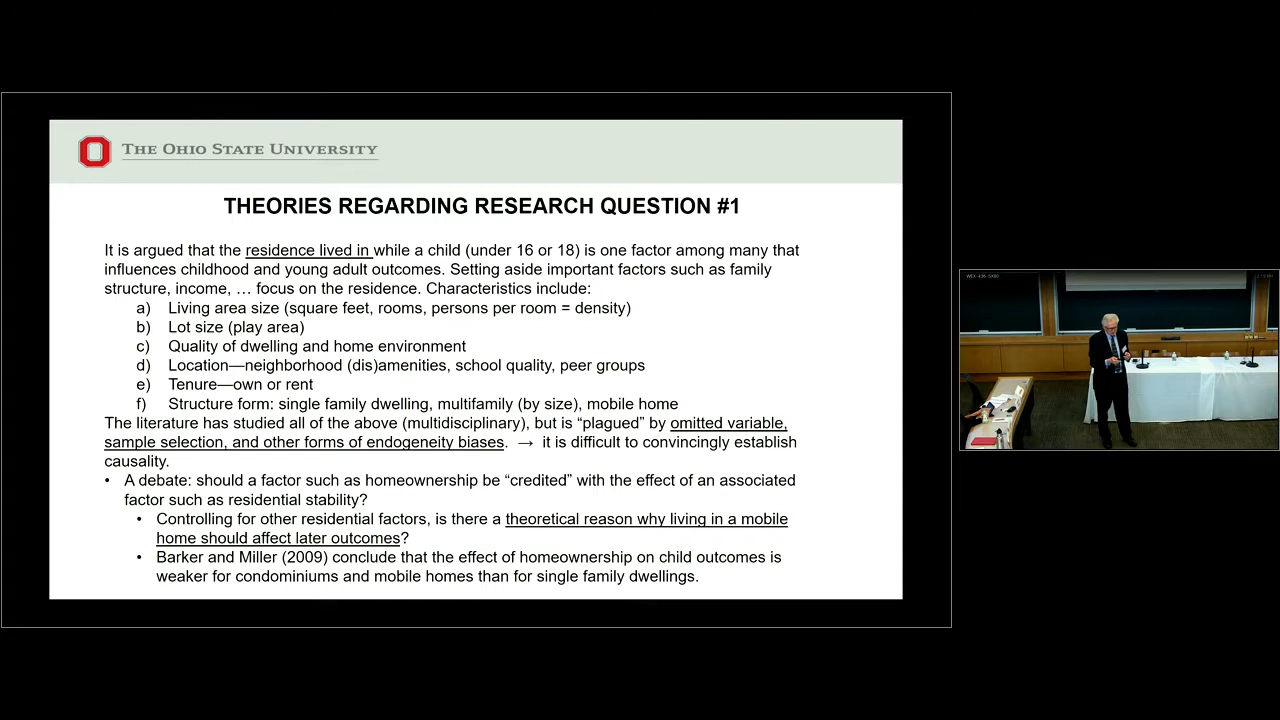 THE OHIO STATE UNIVERSITY
THEORIES REGARDING RESEARCH QUESTION #1
It is argued that the residence lived in while a child (under 16 or 18) is one factor among many that
influences childhood and young adult outcomes. Setting aside important factors such as family
structure, income, … focus on the residence. Characteristics include:
a) Living area size (square feet, rooms, persons per room = density)
b) Lot size (play area)
c) Quality of dwelling and home environment
d) Location—neighborhood (dis)amenities, school quality, peer groups
e) Tenure—own or rent
f) Structure form: single family dwelling, multifamily (by size), mobile home
The literature has studied all of the above (multidisciplinary), but is “plagued” by omitted variable,
sample selection, and other forms of endogeneity biases. → it is difficult to convincingly establish
causality.
• A debate: should a factor such as homeownership be “credited” with the effect of an associated
factor such as residential stability?
• Controlling for other residential factors, is there a theoretical reason why living in a mobile
home should affect later outcomes?
• Barker and Miller (2009) conclude that the effect of homeownership on child outcomes is
weaker for condominiums and mobile homes than for single family dwellings.